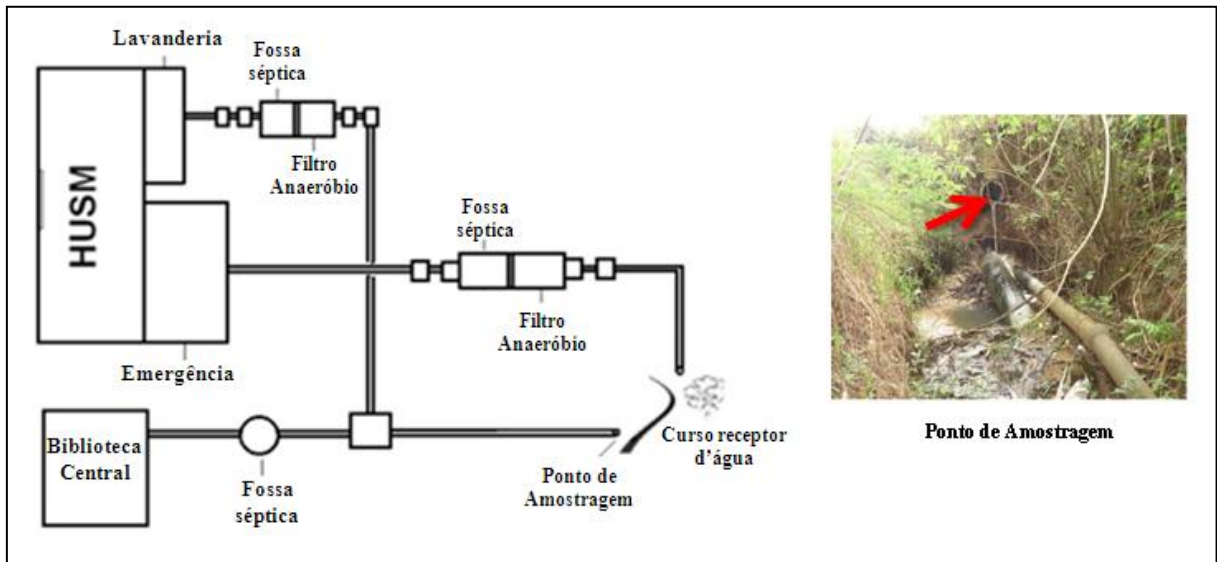 Lavanderia
Fossa
séptica
Filtro
Anaeróbio
HUSM
Fossa
séptica
Filtro
Anaeróbio
Emergência
Biblioteca
Central
Fossa
séptica
Ponto de
Amostragem
Curso receptor
d'água
Ponto de Amostragem